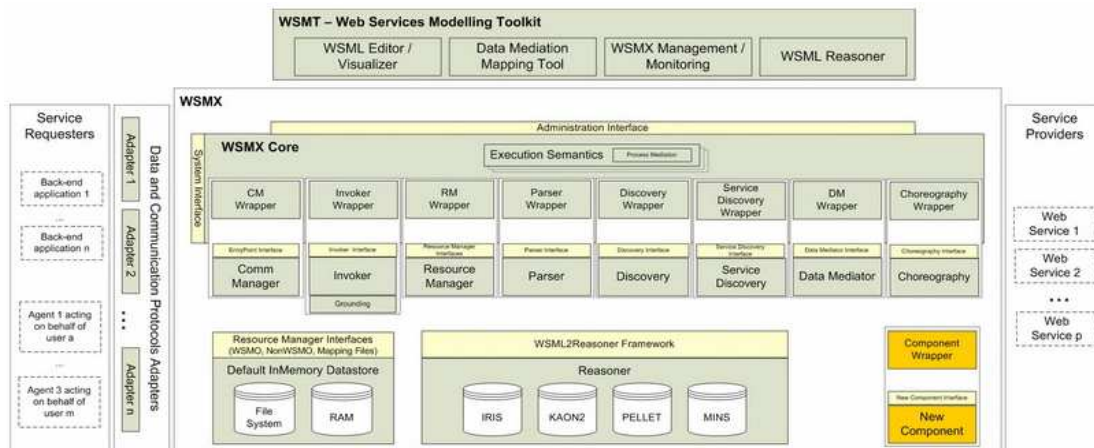 WSMT – Web Services Modelling Toolkit
WSML Editor /
Visualizer
Data Mediation
Mapping Tool
WSMX Management /
Monitoring
WSML Reasoner
Service
Requesters
Back-end
application 1
...
Back-end
application n
Agent 1 acting
on behalf of
user a
...
Agent 3 acting
on behalf of
user m
Adapter 1
Adapter 2
...
Adapter n
Data and Communication Protocols Adapters
WSMX
Administration Interface
System Interface
WSMX Core
Execution Semantics
Process Mediator
CM
Wrapper
Invoker
Wrapper
RM
Wrapper
Parser
Wrapper
Discovery
Wrapper
Service
Discovery
Wrapper
DM
Wrapper
Choreography
Wrapper
EntryPoint Interface
Invoker Interface
Resource Manager
Interfaces
Parser Interface
Discovery Interface
Service Discovery
Interface
Data Mediator Interface
Choreography Interface
Comm
Manager
Invoker
Grounding
Resource
Manager
Parser
Discovery
Service
Discovery
Data Mediator
Choreography
Resource Manager Interfaces
(WSMO, NonWSMO, Mapping Files)
Default InMemory Datastore
File
System
RAM
WSML2Reasoner Framework
Reasoner
IRIS
KAON2
PELLET
MINS
Component
Wrapper
New Component Interface
New
Component
Service
Providers
Web
Service 1
Web
Service 2
...
Web
Service p